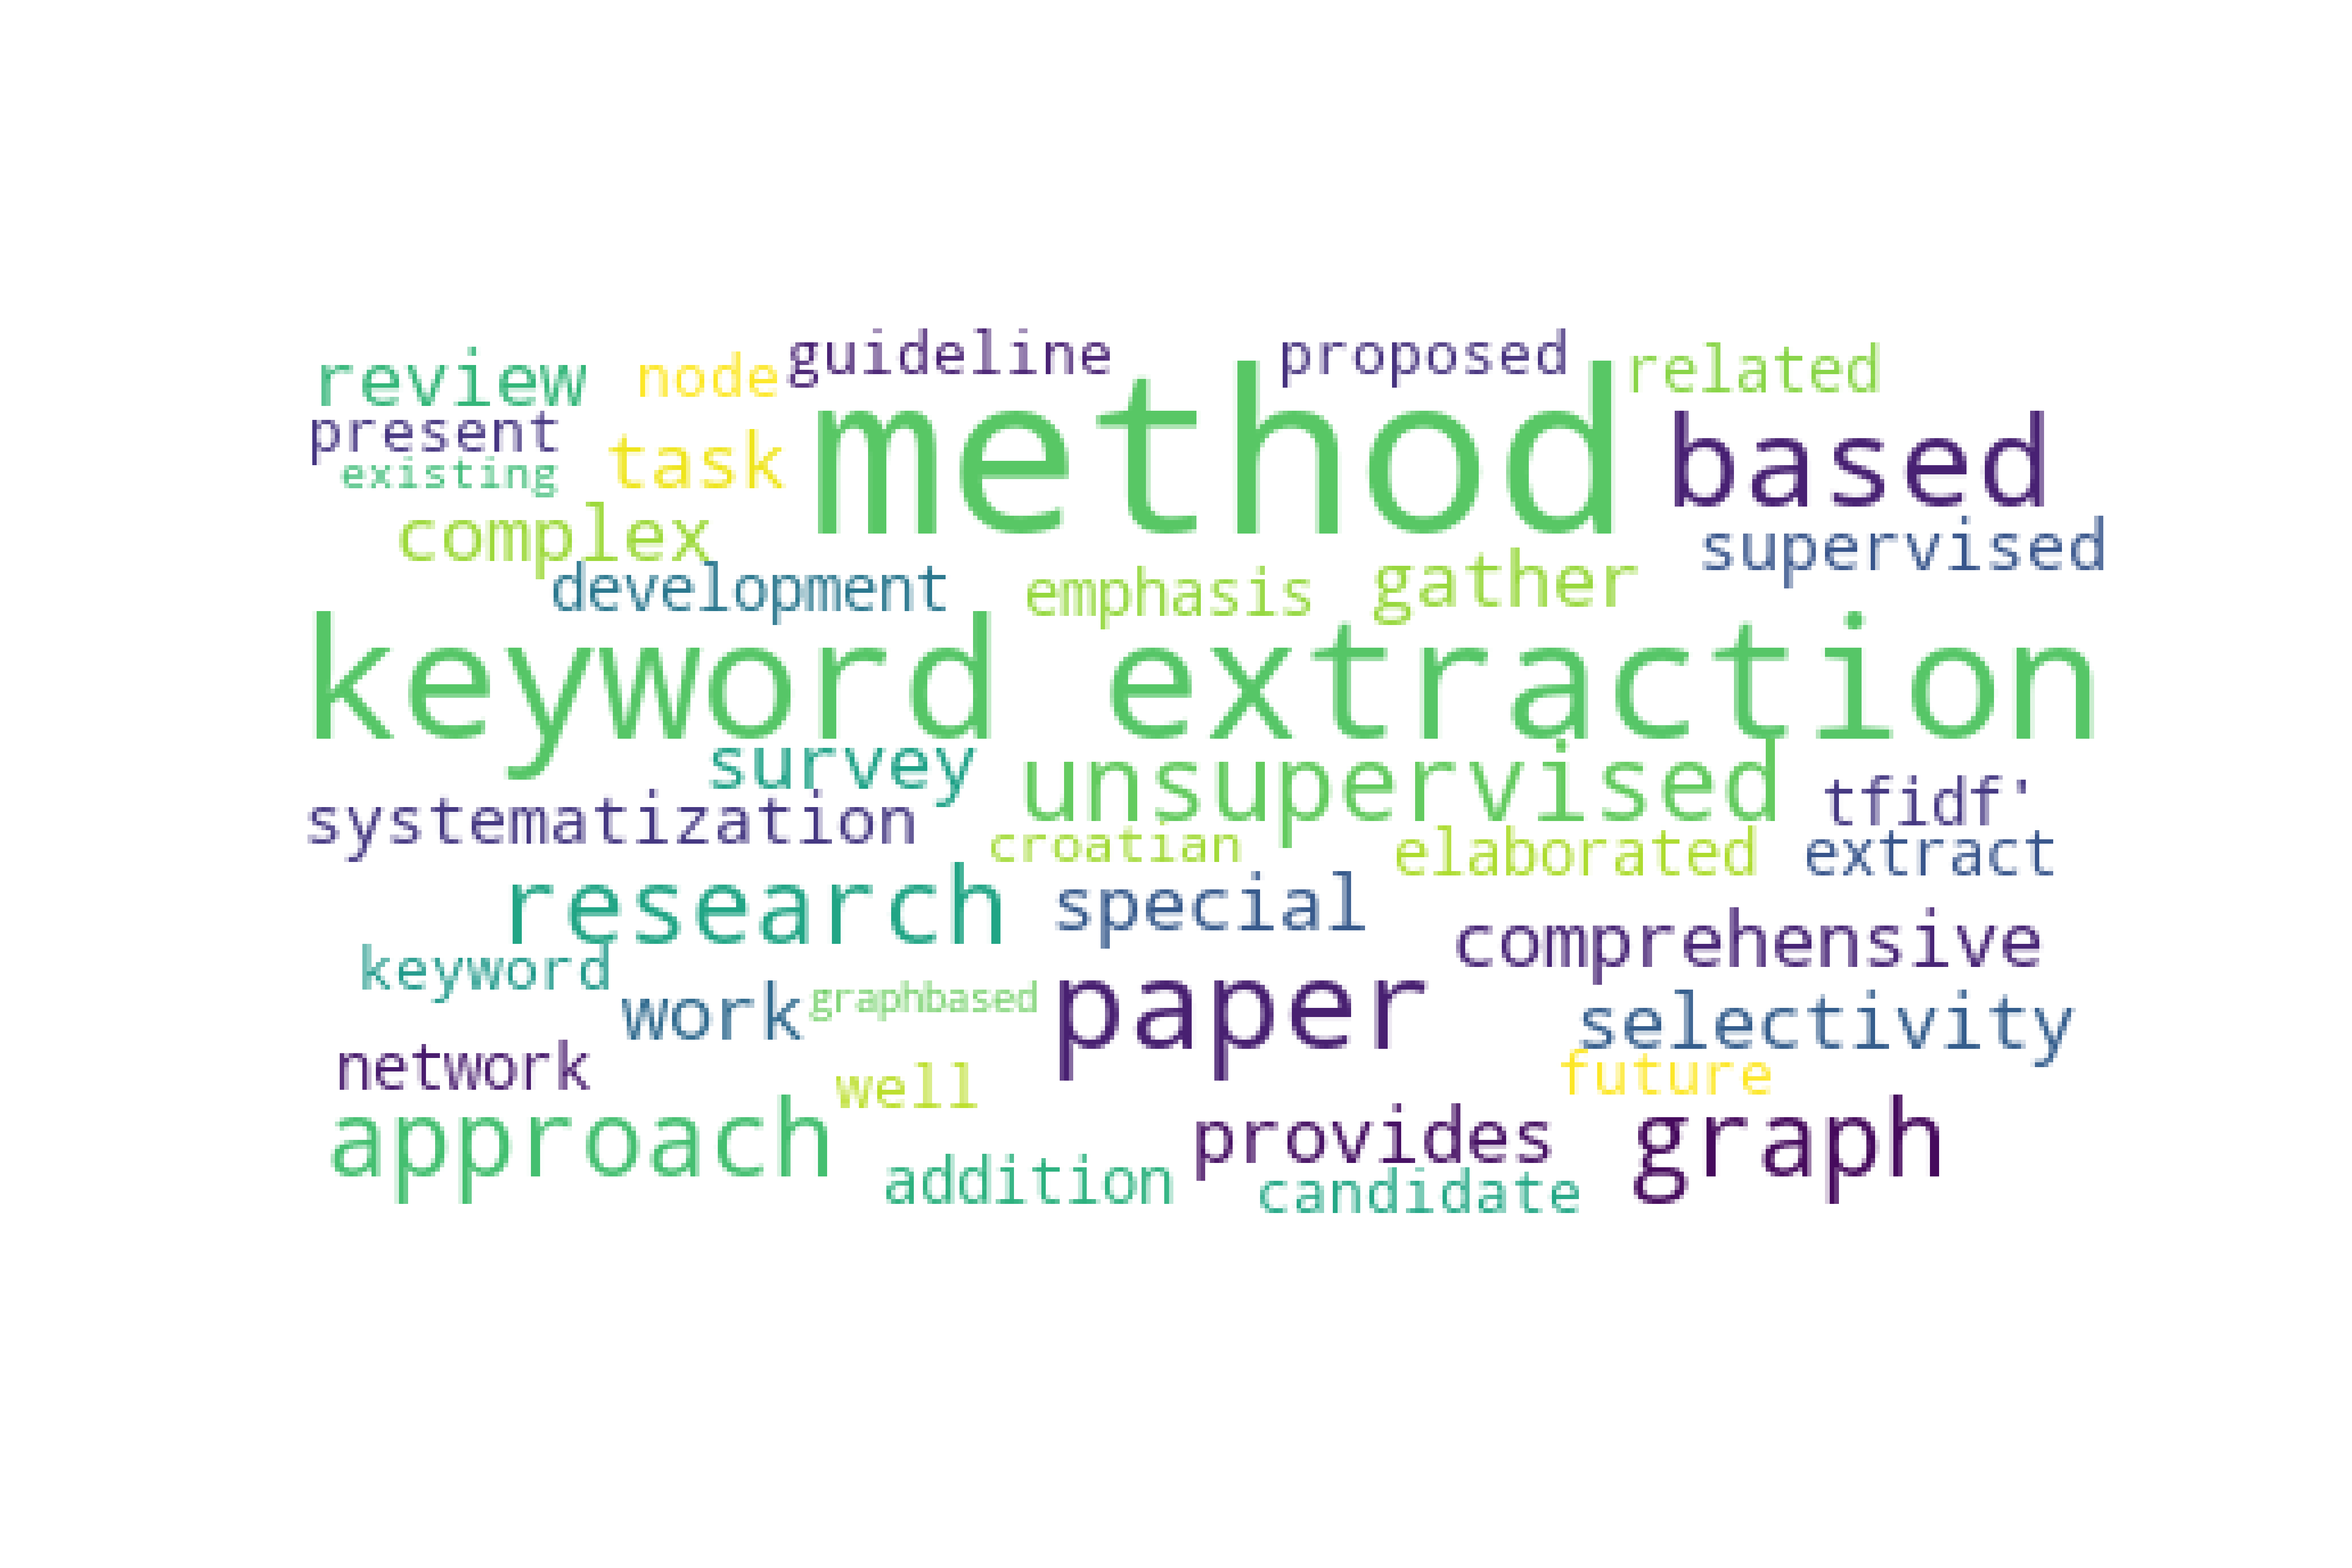 guideline proposed related
review node method based
present task
existing
complex supervised
development emphasis gather
keyword extraction
survey unsupervised tfidf'
systematization croatian elaborated extract
research special comprehensive
keyword work graphbased paper selectivity
network well future
approach provides graph
addition candidate